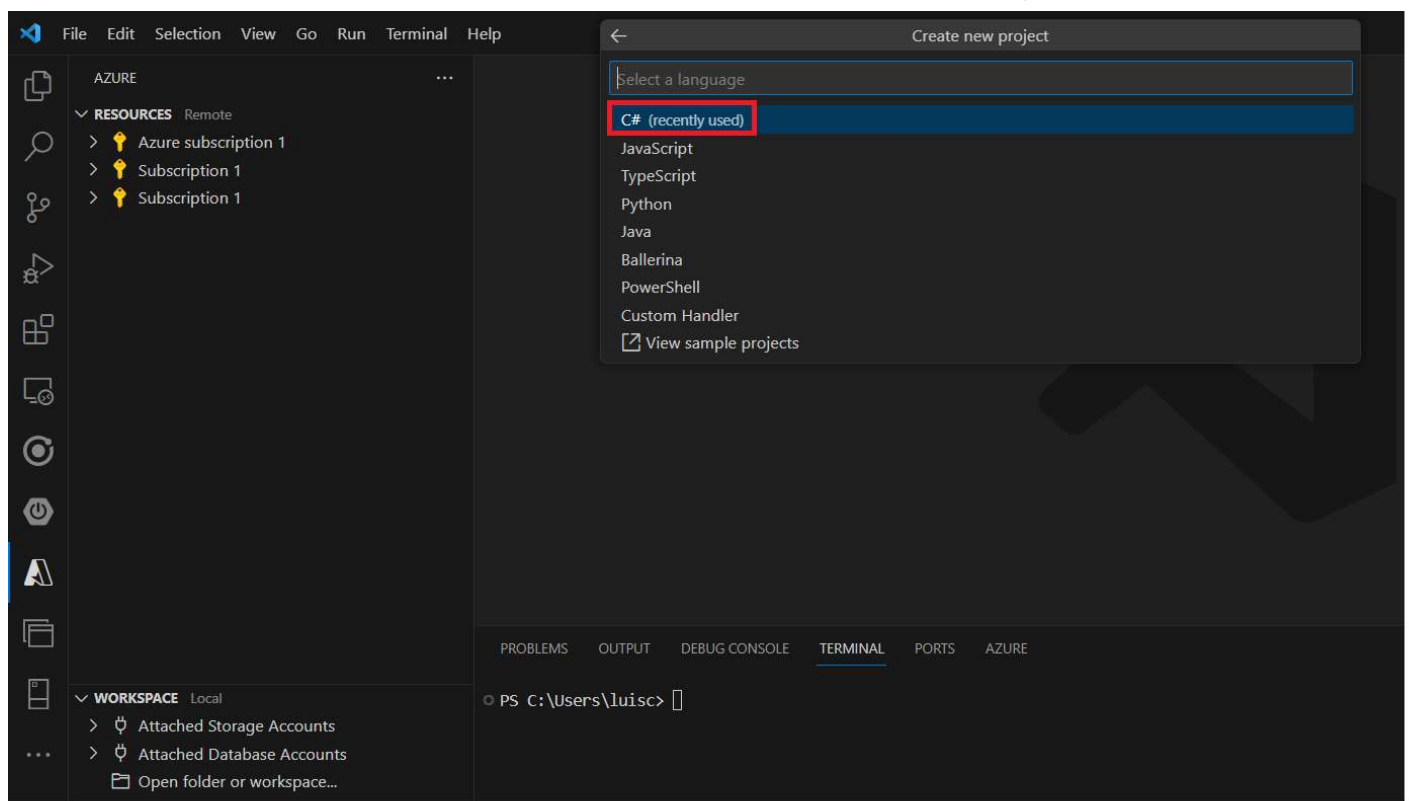 File Edit Selection View Go Run Terminal Help
Create new project
Select a language
C# (recently used)
JavaScript
TypeScript
Python
Java
Ballerina
PowerShell
Custom Handler
View sample projects
AZURE
RESOURCES Remote
Azure subscription 1
Subscription 1
Subscription 1
WORKSPACE Local
Attached Storage Accounts
Attached Database Accounts
Open folder or workspace...
PROBLEMS OUTPUT DEBUG CONSOLE TERMINAL PORTS AZURE
PS C:\Users\luisc>